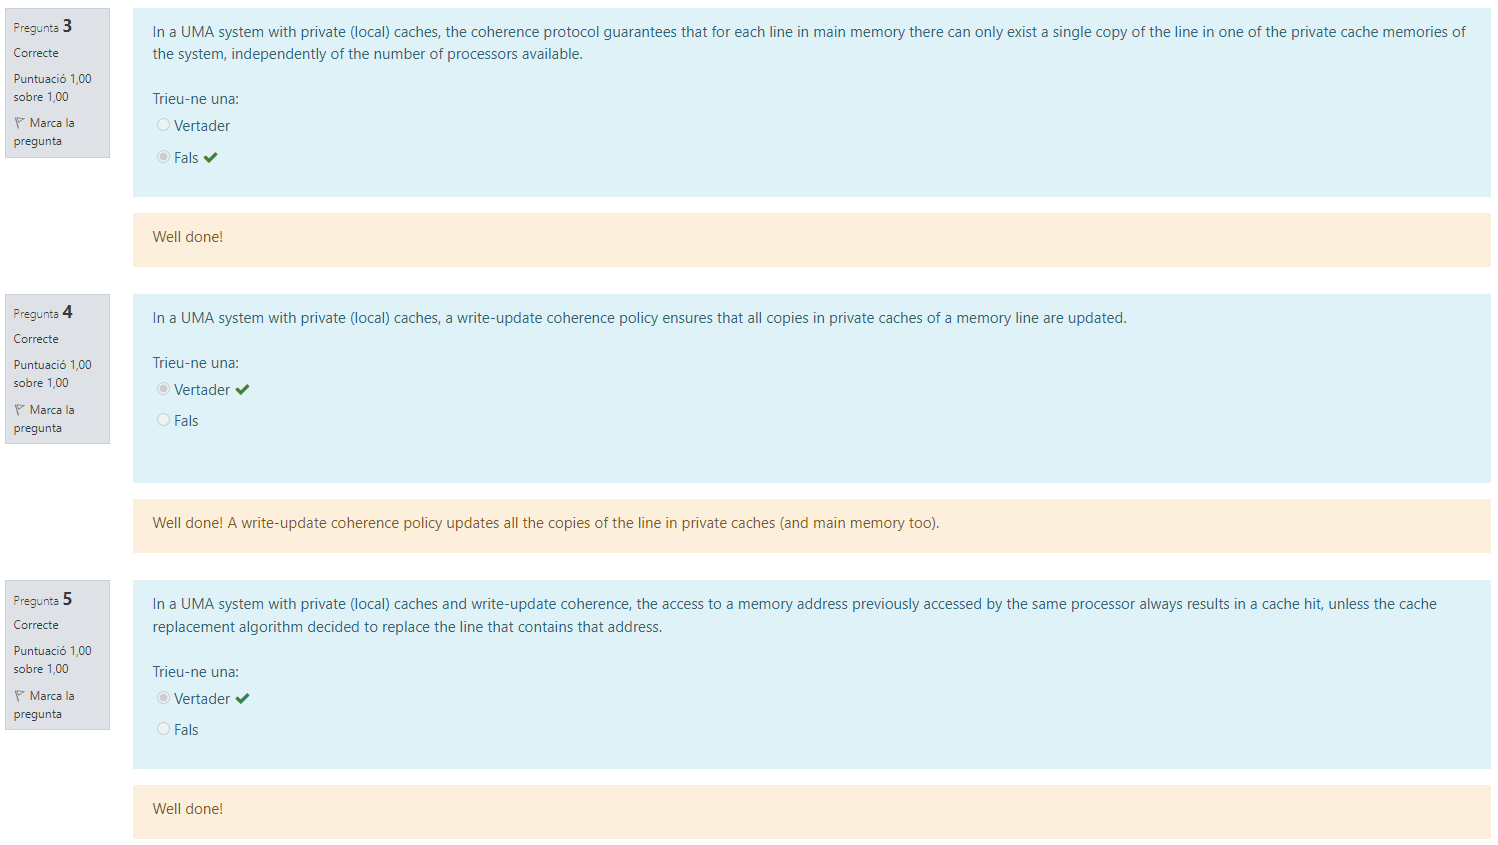 Pregunta 3
Correcte
Puntuació 1,00
sobre 1,00
Marca la
pregunta
In a UMA system with private (local) caches, the coherence protocol guarantees that for each line in main memory there can only exist a single copy of the line in one of the private cache memories of
the system, independently of the number of processors available.
Trieu-ne una:
Vertader
Fals
Well done!
Pregunta 4
Correcte
Puntuació 1,00
sobre 1,00
Marca la
pregunta
In a UMA system with private (local) caches, a write-update coherence policy ensures that all copies in private caches of a memory line are updated.
Trieu-ne una:
Vertader
Fals
Well done! A write-update coherence policy updates all the copies of the line in private caches (and main memory too).
Pregunta 5
Correcte
Puntuació 1,00
sobre 1,00
Marca la
pregunta
In a UMA system with private (local) caches and write-update coherence, the access to a memory address previously accessed by the same processor always results in a cache hit, unless the cache
replacement algorithm decided to replace the line that contains that address.
Trieu-ne una:
Vertader
Fals
Well done!